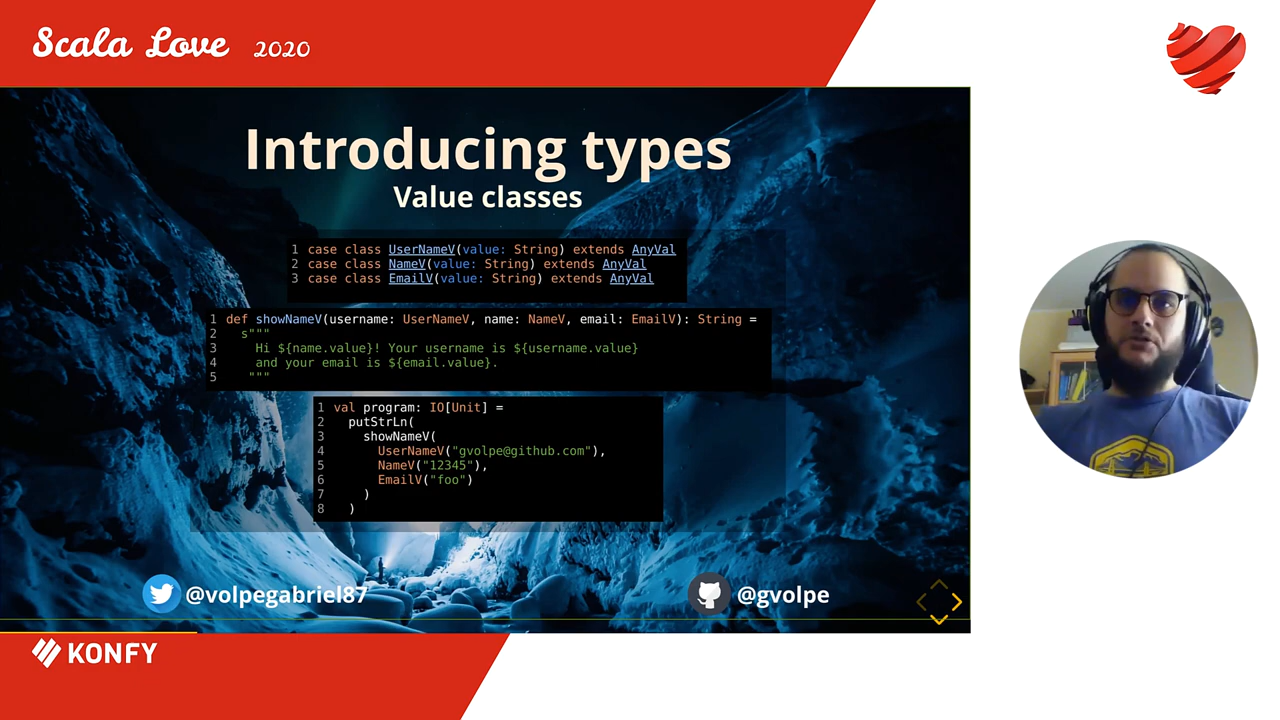 Scala Love 2020
Introducing types
Value classes
1 case class UserNameV(value: String) extends AnyVal
2 case class NameV(value: String) extends AnyVal
3 case class EmailV(value: String) extends AnyVal
1 def showNameV(username: UserNameV, name: NameV, email: EmailV): String =
2 s"""
3 Hi ${name.value}! Your username is ${username.value}
4 and your email is ${email.value}.
5 """
1 val program: IO[Unit] =
2 putStrLn(
3 showNameV(
4 UserNameV("gvolpe@github.com"),
5 NameV("12345"),
6 EmailV("foo")
7 )
8 )
@volpegabriel87
@gvolpe
KONFY